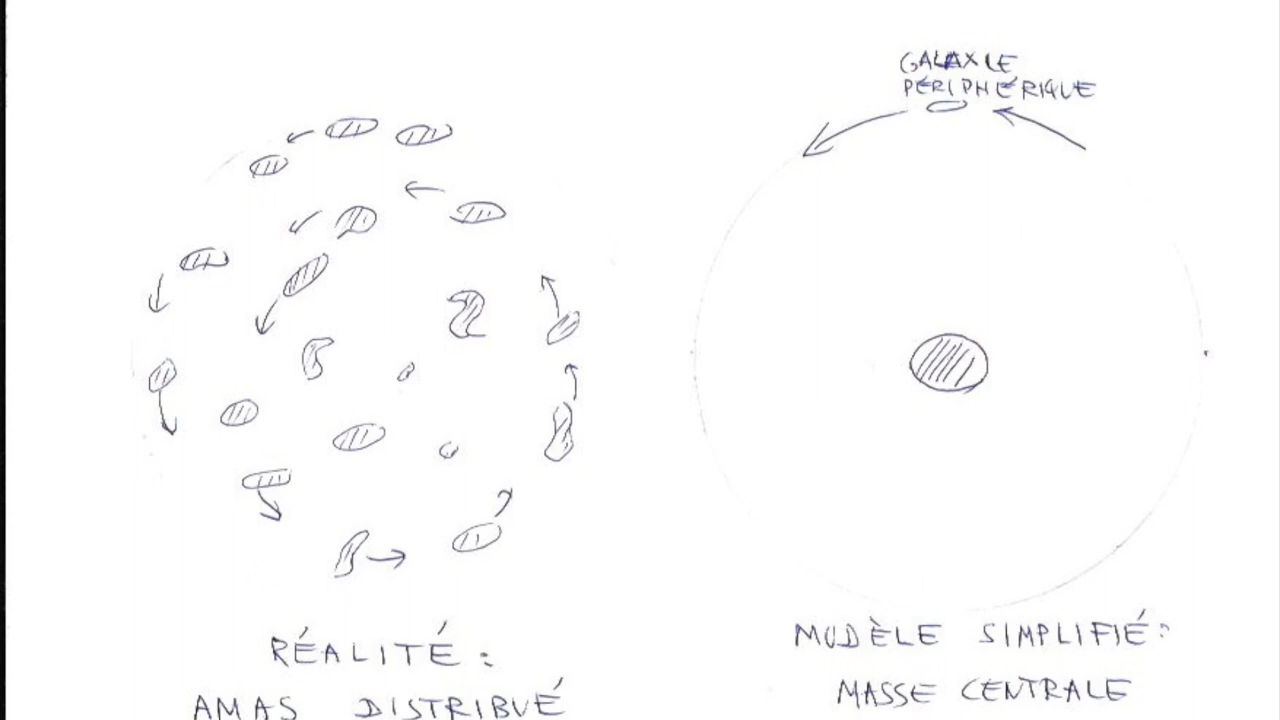 GALAXIE
PÉRIPHÉRIQUE
RÉALITÉ :
AMAS DISTRIBUÉ
MODÈLE SIMPLIFIÉ :
MASSE CENTRALE